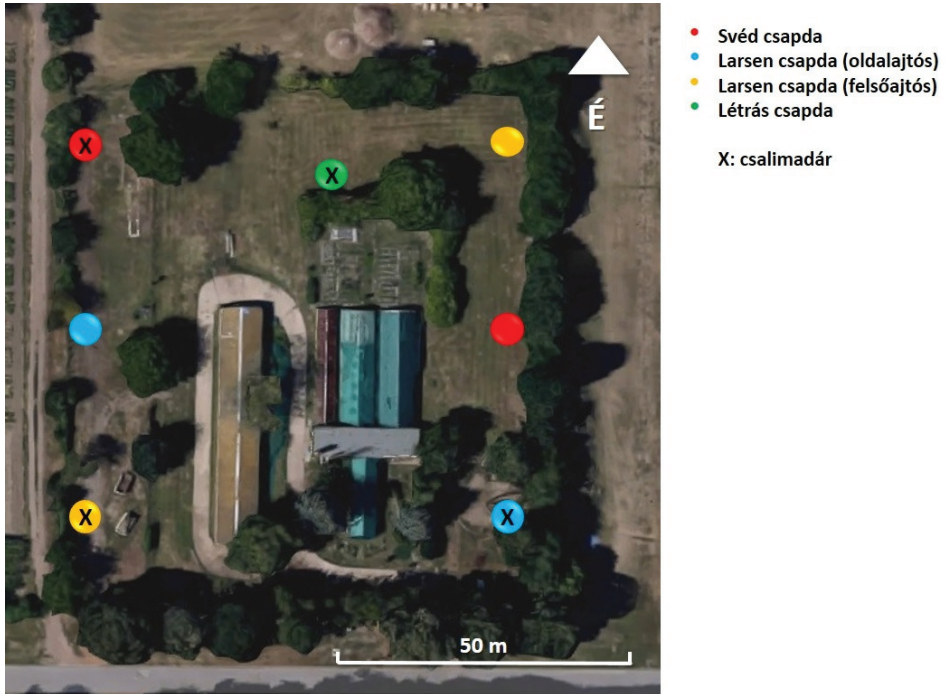 Svéd csapda
Larsen csapda (oldalajtós)
Larsen csapda (felsőajtós)
Létrás csapda
X: csalimadár
É
X
X
X
X
50 m